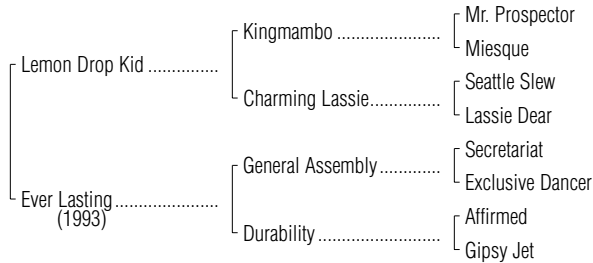 Mr. Prospector
Kingmambo ..................
Miesque
Lemon Drop Kid ...............
Seattle Slew
Charming Lassie...............
Lassie Dear
Secretariat
General Assembly.............
Exclusive Dancer
Ever Lasting ......................
(1993)
Affirmed
Durability ..........................
Gipsy Jet